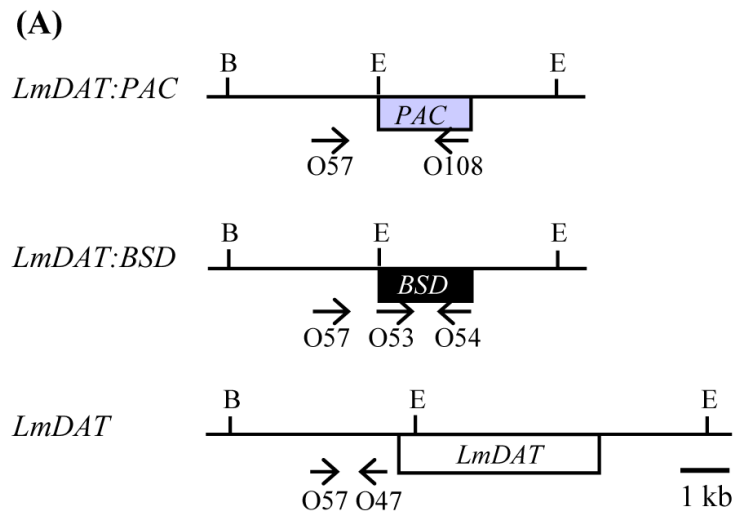 (A)
B E E
LmDAT:PAC
PAC
O57 O108
B E E
LmDAT:BSD
BSD
O57 O53 O54
B E E
LmDAT
LmDAT
O57 O47 1 kb